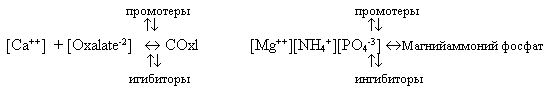 промотеры промотеры
↑↓ ↑↓
[Ca⁺⁺] + [Oxalate⁻²] ↔ COxl [Mg⁺⁺][NH₄⁺][PO₄⁻³] ↔Магнийаммоний фосфат
↑↓ ↑↓
игибиторы ингибиторы